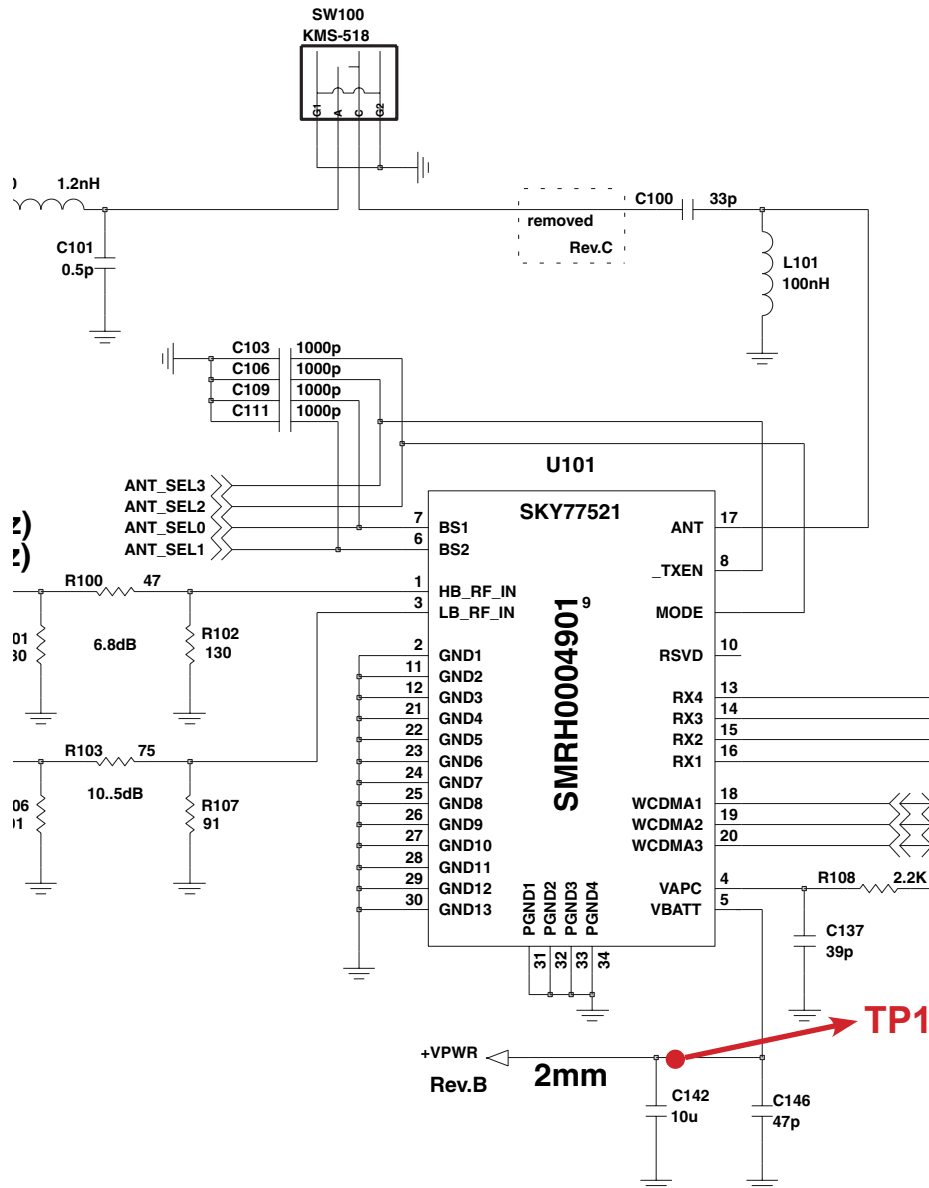 SW100
KMS-518
G1 A C G2
1.2nH
C101
0.5p
removed
Rev.C
C100 33p
L101
100nH
C103 1000p
C106 1000p
C109 1000p
C111 1000p
U101
ANT_SEL3
ANT_SEL2
ANT_SEL0
ANT_SEL1
z)
z)
SKY77521
SMRH0004901
7 BS1
6 BS2
1 HB_RF_IN
3 LB_RF_IN
2 GND1
11 GND2
12 GND3
21 GND4
22 GND5
23 GND6
24 GND7
25 GND8
26 GND9
27 GND10
28 GND11
29 GND12
30 GND13
ANT 17
_TXEN 8
MODE 9
RSVD 10
RX4 13
RX3 14
RX2 15
RX1 16
WCDMA1 18
WCDMA2 19
WCDMA3 20
VAPC 4
VBATT 5
PGND1 31
PGND2 32
PGND3 33
PGND4 34
R100 47
6.8dB
R102
130
R103 75
10..5dB
R107
91
R108 2.2K
C137
39p
TP1
+VPWR
Rev.B
2mm
C142
10u
C146
47p